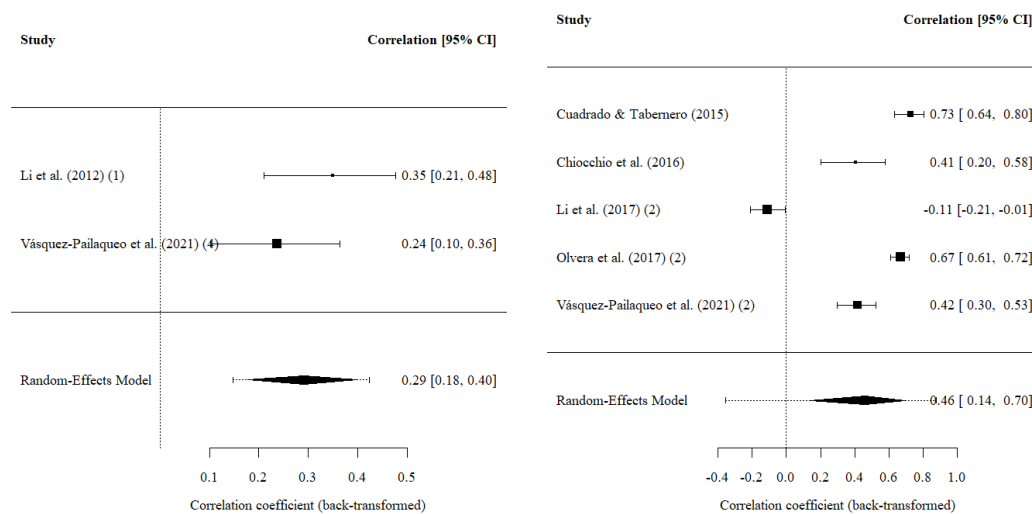 Study Correlation [95% CI]
Li et al. (2012) (1) 0.35 [0.21, 0.48]
Vásquez-Pailaqueo et al. (2021) (4) 0.24 [0.10, 0.36]
Random-Effects Model 0.29 [0.18, 0.40]
0.1 0.2 0.3 0.4 0.5
Correlation coefficient (back-transformed)
Study Correlation [95% CI]
Cuadrado & Tabernero (2015) 0.73 [ 0.64, 0.80]
Chiocchio et al. (2016) 0.41 [ 0.20, 0.58]
Li et al. (2017) (2) -0.11 [-0.21, -0.01]
Olvera et al. (2017) (2) 0.67 [ 0.61, 0.72]
Vásquez-Pailaqueo et al. (2021) (2) 0.42 [ 0.30, 0.53]
Random-Effects Model 0.46 [ 0.14, 0.70]
-0.4 -0.2 0.0 0.2 0.4 0.6 0.8 1.0
Correlation coefficient (back-transformed)